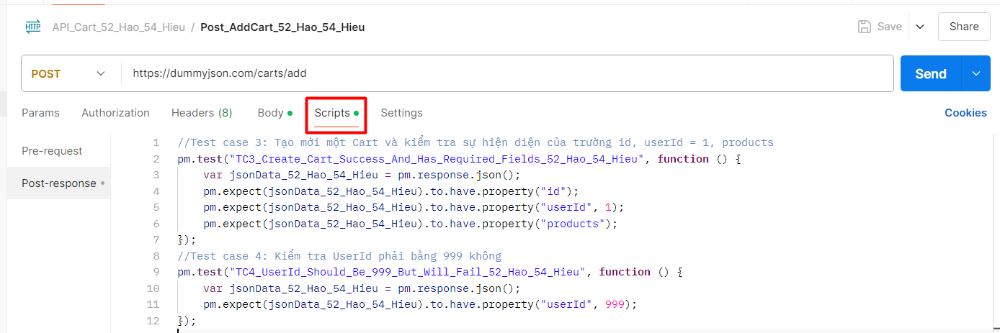 API_Cart_52_Hao_54_Hieu / Post_AddCart_52_Hao_54_Hieu
Save
Share
HTTP
POST
https://dummyjson.com/carts/add
Send
Params Authorization Headers (8) Body Scripts Settings
Cookies
Pre-request
Post-response
1 //Test case 3: Tạo mới một Cart và kiểm tra sự hiện diện của trường id, userId = 1, products
2 pm.test("TC3_Create_Cart_Success_And_Has_Required_Fields_52_Hao_54_Hieu", function () {
3 var jsonData_52_Hao_54_Hieu = pm.response.json();
4 pm.expect(jsonData_52_Hao_54_Hieu).to.have.property("id");
5 pm.expect(jsonData_52_Hao_54_Hieu).to.have.property("userId", 1);
6 pm.expect(jsonData_52_Hao_54_Hieu).to.have.property("products");
7 });
8 //Test case 4: Kiểm tra UserId phải bằng 999 không
9 pm.test("TC4_UserId_Should_Be_999_But_Will_Fail_52_Hao_54_Hieu", function () {
10 var jsonData_52_Hao_54_Hieu = pm.response.json();
11 pm.expect(jsonData_52_Hao_54_Hieu).to.have.property("userId", 999);
12 });